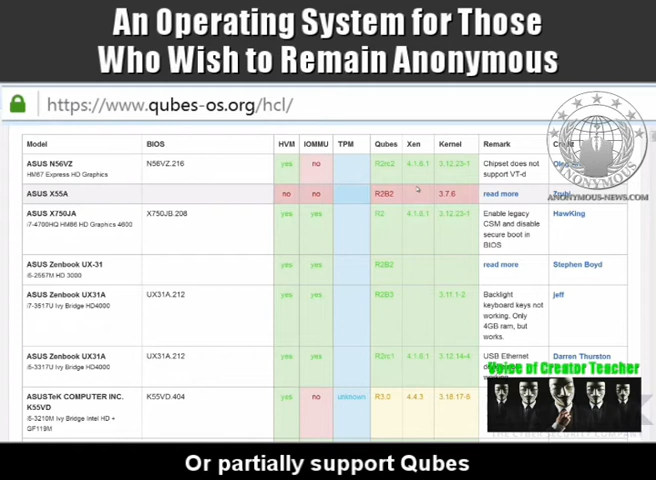 An Operating System for Those
Who Wish to Remain Anonymous
https://www.qubes-os.org/hcl/
Model BIOS HVM IOMMU TPM Qubes Xen Kernel Remark Credit
ASUS N56VZ N56VZ.216 yes no R2rc2 4.1.6.1 3.12.23-1 Chipset does not
HM67 Express HD Graphics support VT-d
ANONYMOUS
ANONYMOUS-NEWS.COM
ASUS X55A no no R2B2 3.7.6 read more
ASUS X750JA X750JB.208 yes yes R2 4.1.6.1 3.12.23-1 Enable legacy HawKing
i7-4700HQ HM86 HD Graphics 4600 CSM and disable
secure boot in
BIOS
ASUS Zenbook UX-31 yes yes R2B2 read more Stephen Boyd
i5-2557M HD 3000
ASUS Zenbook UX31A UX31A.212 yes yes R2B3 3.11.1-2 Backlight jeff
i7-3517U Ivy Bridge HD4000 keyboard keys not
working. Only
4GB ram, but
works.
ASUS Zenbook UX31A UX31A.212 yes yes R2rc1 4.1.6.1 3.12.14-4 USB Ethernet Darren Thurston
i5-3317U Ivy Bridge HD4000
Voice of Creator Teacher
ASUSTeK COMPUTER INC. K55VD.404 yes no unknown R3.0 4.4.3 3.18.17-8
K55VD
i5-3210M Ivy Bridge Intel HD +
GF119M
Or partially support Qubes